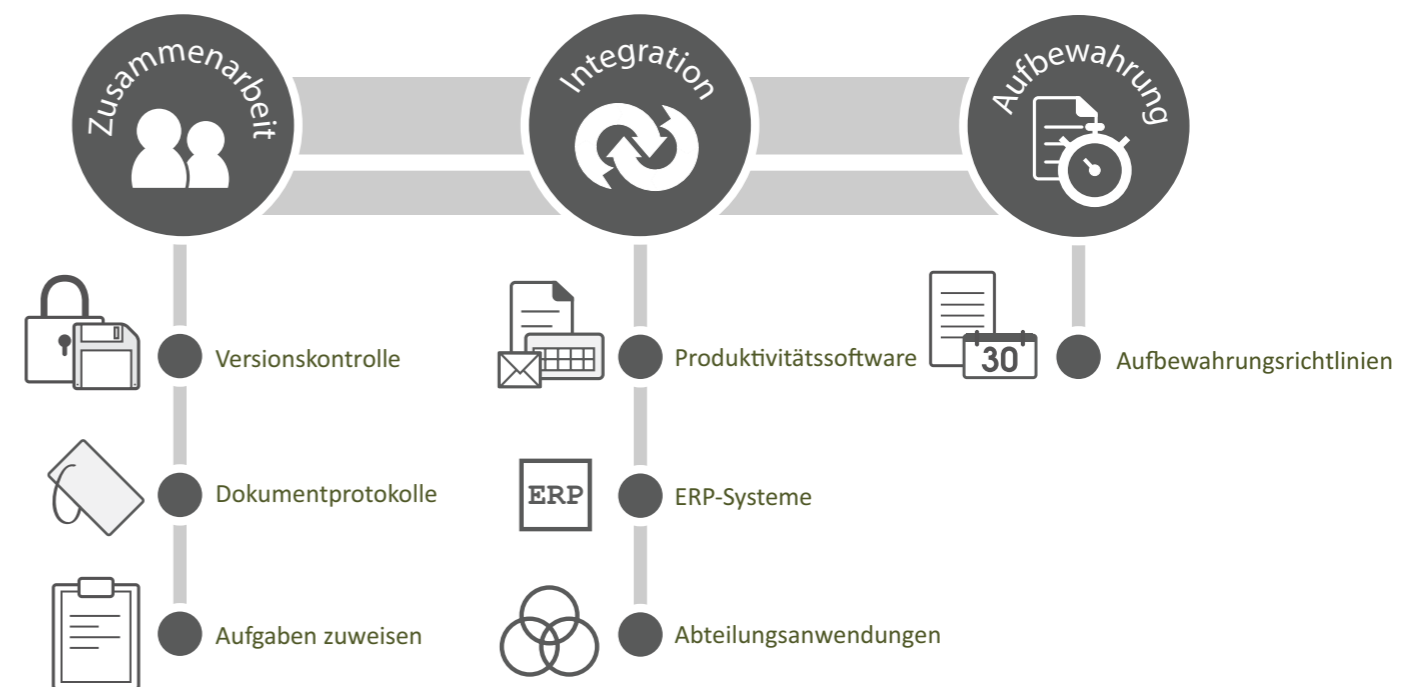 Zusammenarbeit
Integration
Aufbewahrung
Versionskontrolle
Produktivitätssoftware
30
Aufbewahrungsrichtlinien
Dokumentprotokolle
ERP
ERP-Systeme
Aufgaben zuweisen
Abteilungsanwendungen